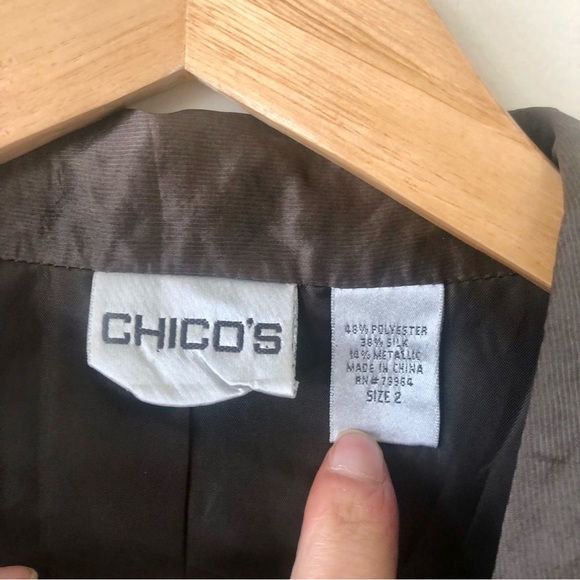 CHICO'S
48% POLYESTER
38% SILK
14% METALLIC
MADE IN CHINA
RN# 79984
SIZE 2